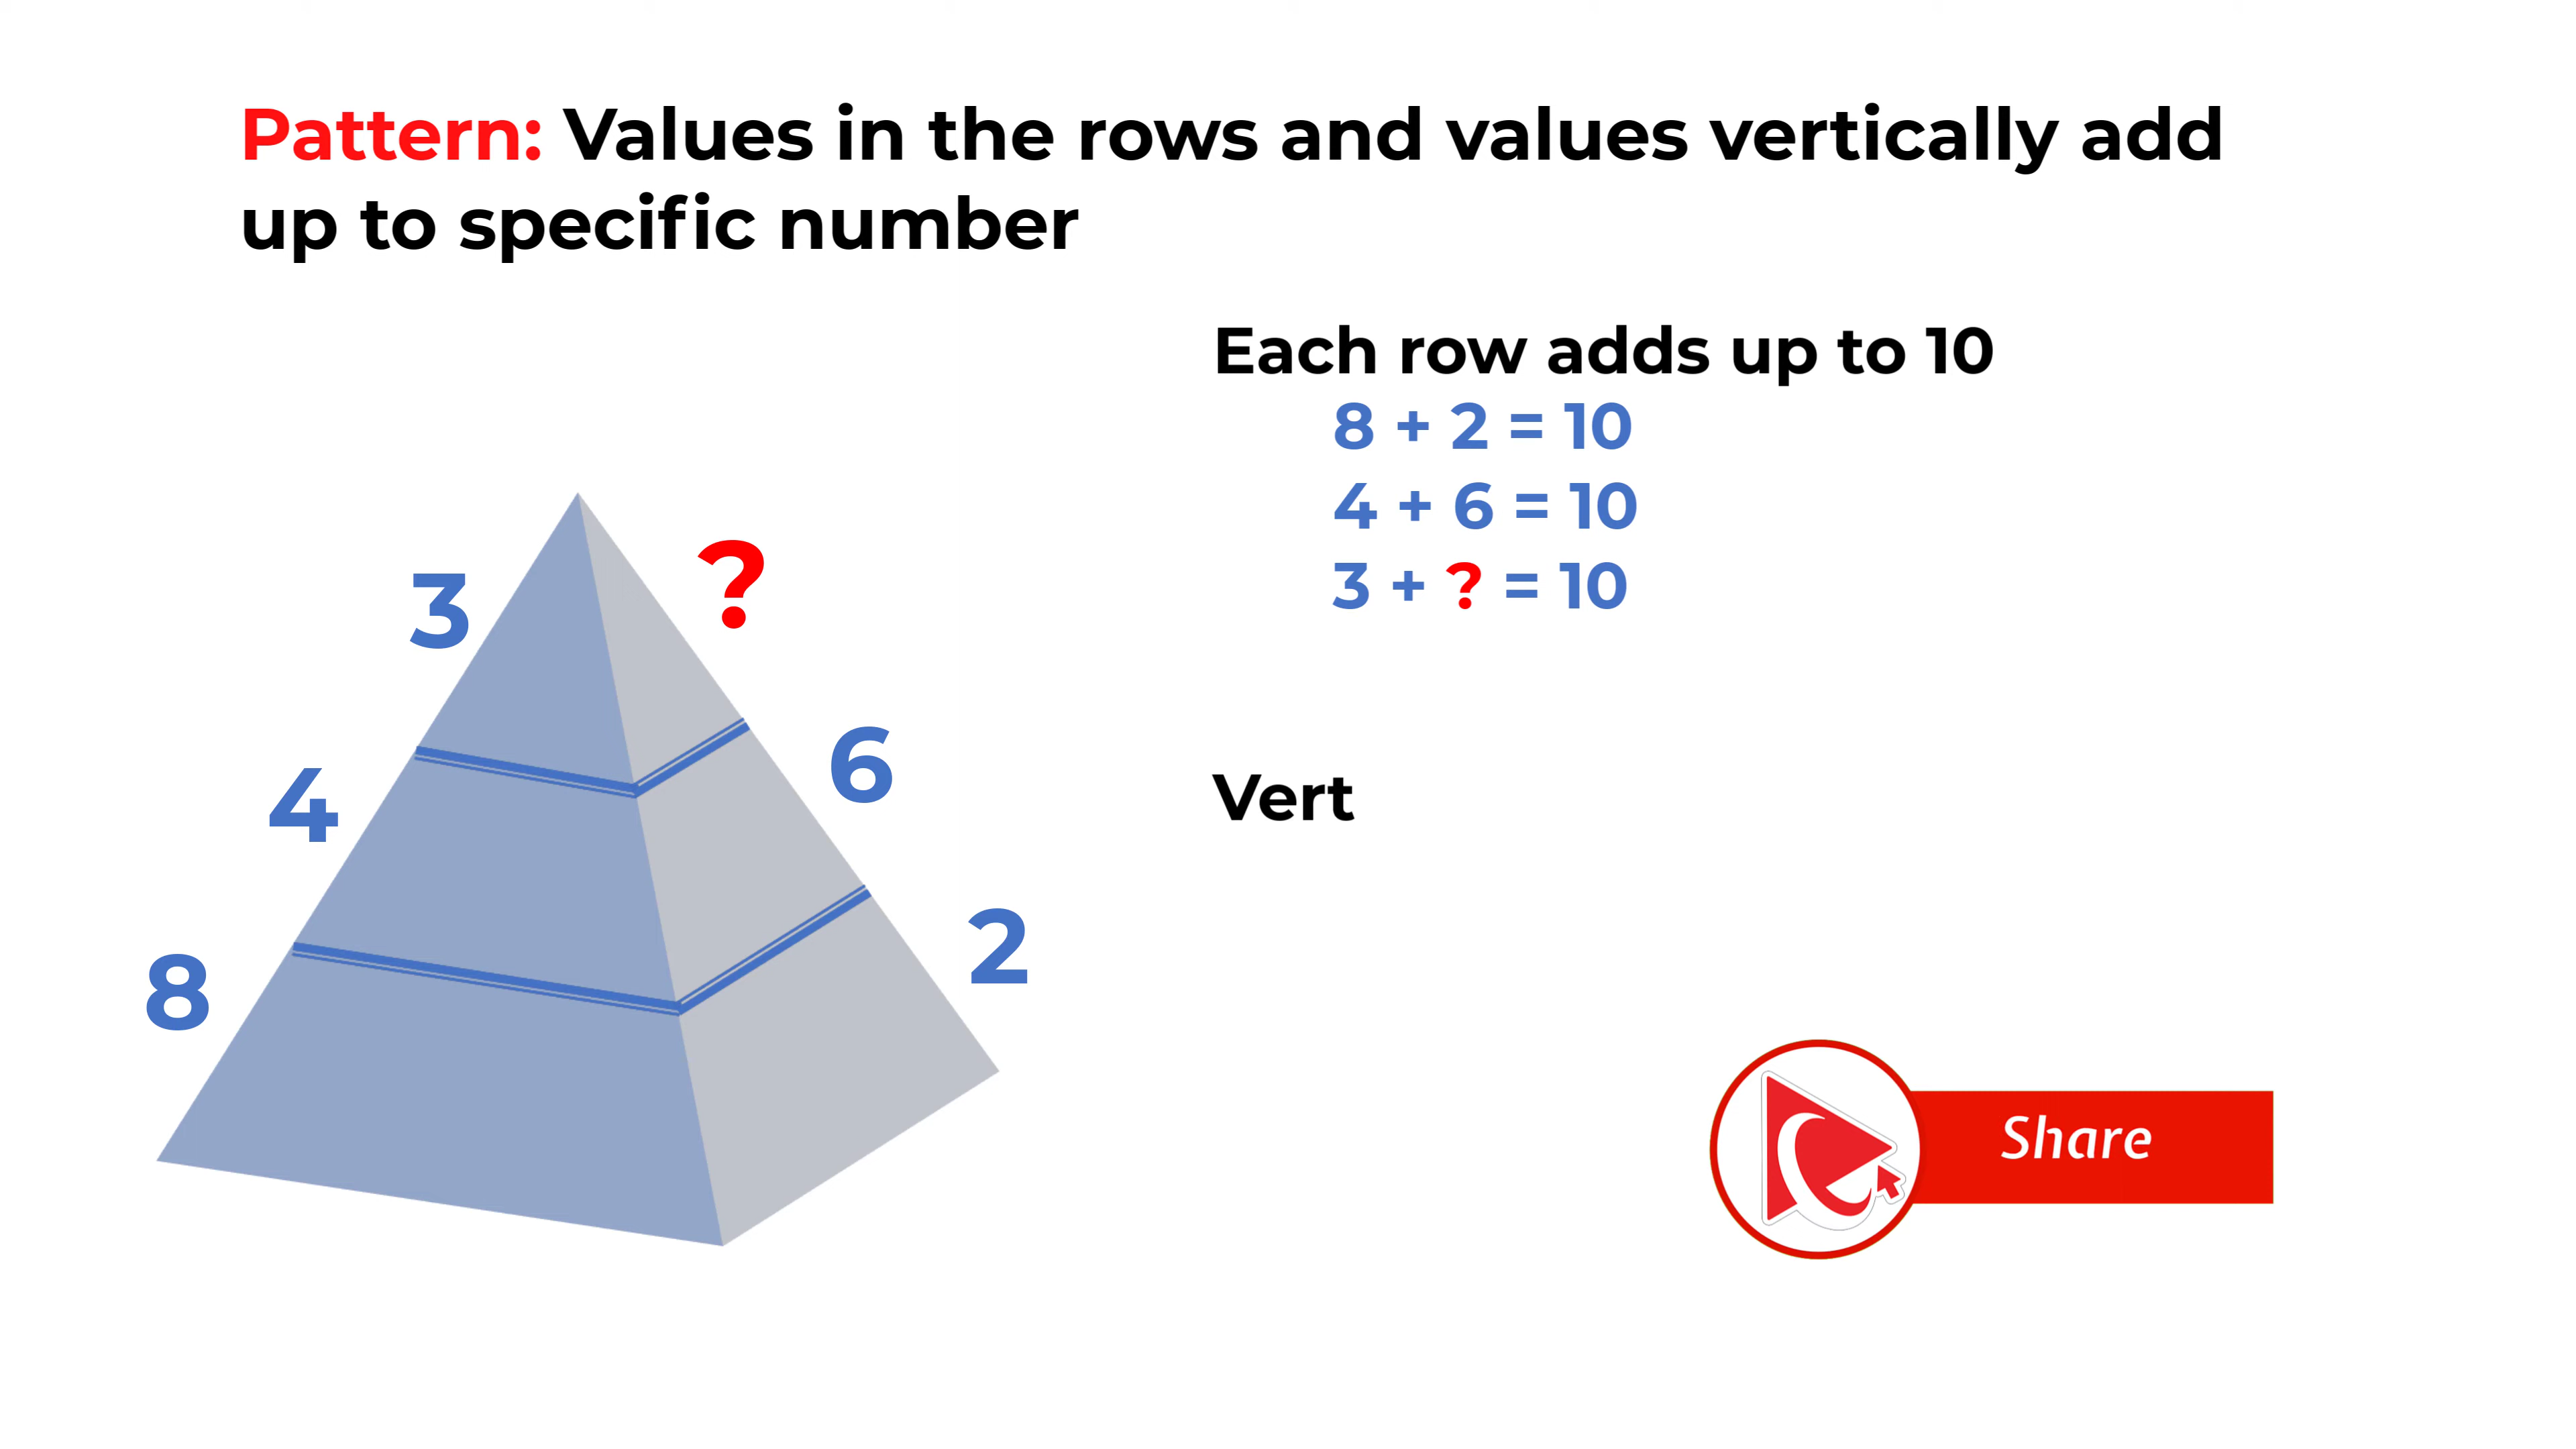 Pattern: Values in the rows and values vertically add
up to specific number
Each row adds up to 10
8 + 2 = 10
4 + 6 = 10
3 + ? = 10
3
?
4
6
8
2
Vert
Share